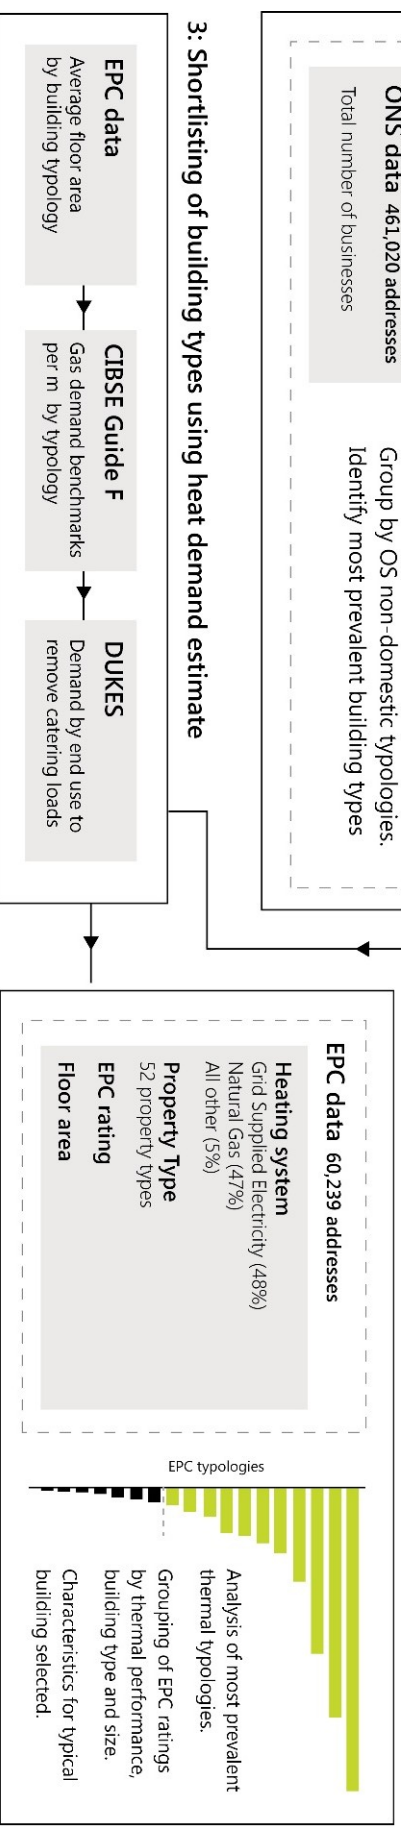 ONS data 461,020 addresses
Total number of businesses
Group by OS non-domestic typologies.
Identify most prevalent building types
3: Shortlisting of building types using heat demand estimate
EPC data
Average floor area
by building typology
CIBSE Guide F
Gas demand benchmarks
per m by typology
DUKES
Demand by end use to
remove catering loads
EPC data 60,239 addresses
Heating system
Grid Supplied Electricity (48%)
Natural Gas (47%)
All other (5%)
Property Type
52 property types
EPC rating
Floor area
EPC typologies
Analysis of most prevalent
thermal typologies.
Grouping of EPC ratings
by thermal performance,
building type and size.
Characteristics for typical
building selected.